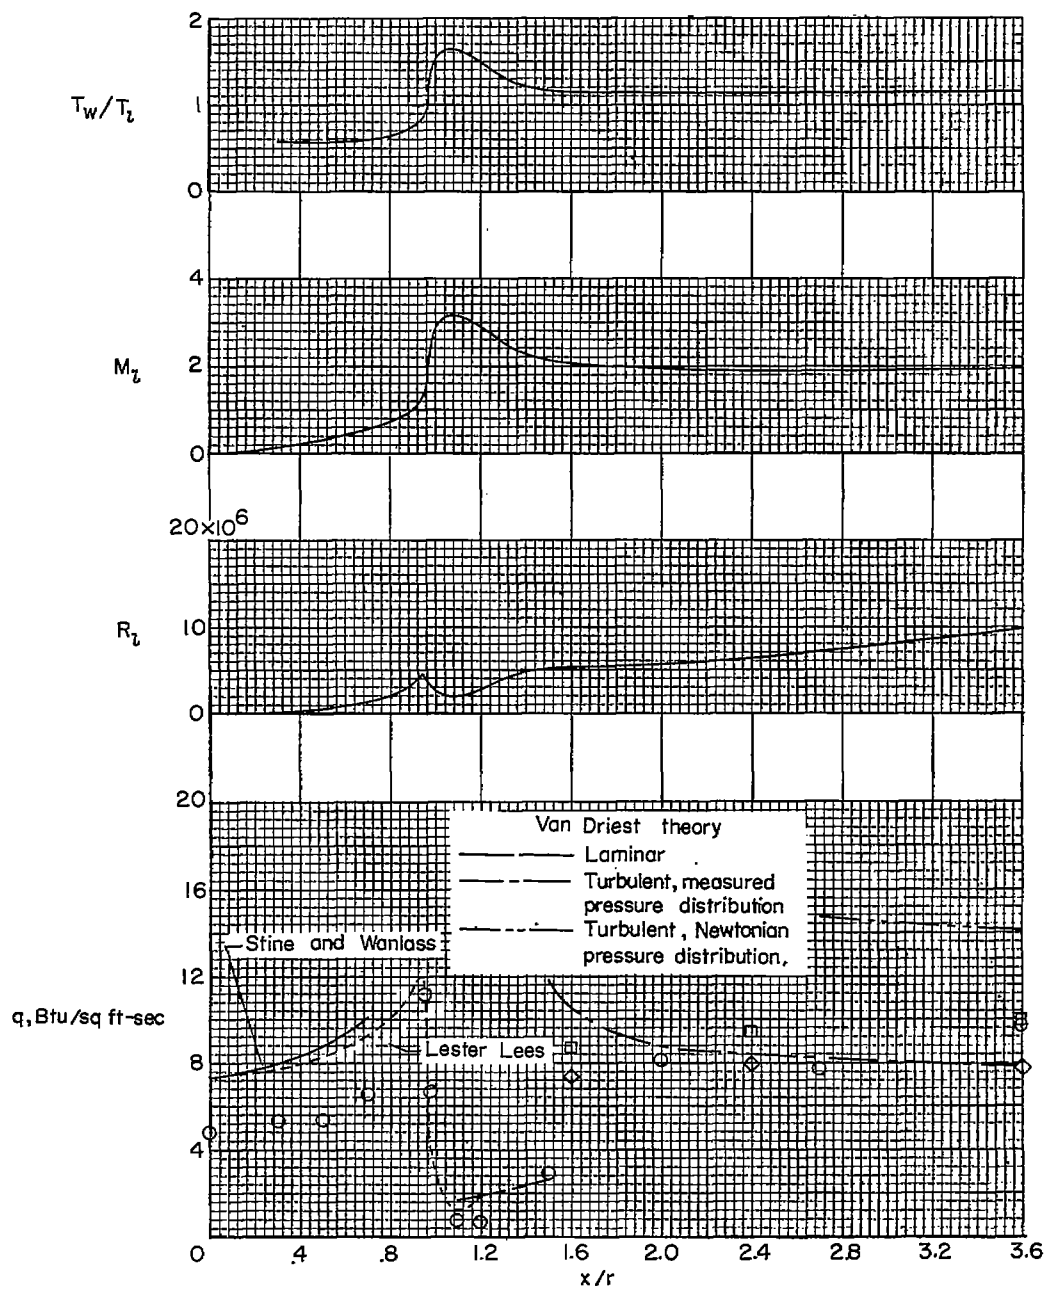 2
T_w/T_l
1
0
4
M_l
2
0
20×10^6
R_l
10
0
20
Van Driest theory
Laminar
16
Turbulent, measured
pressure distribution
Turbulent, Newtonian
pressure distribution.
Stine and Wanlass
12
q, Btu/sq ft-sec
Lester Lees
8
4
0 .4 .8 1.2 1.6 2.0 2.4 2.8 3.2 3.6
x/r